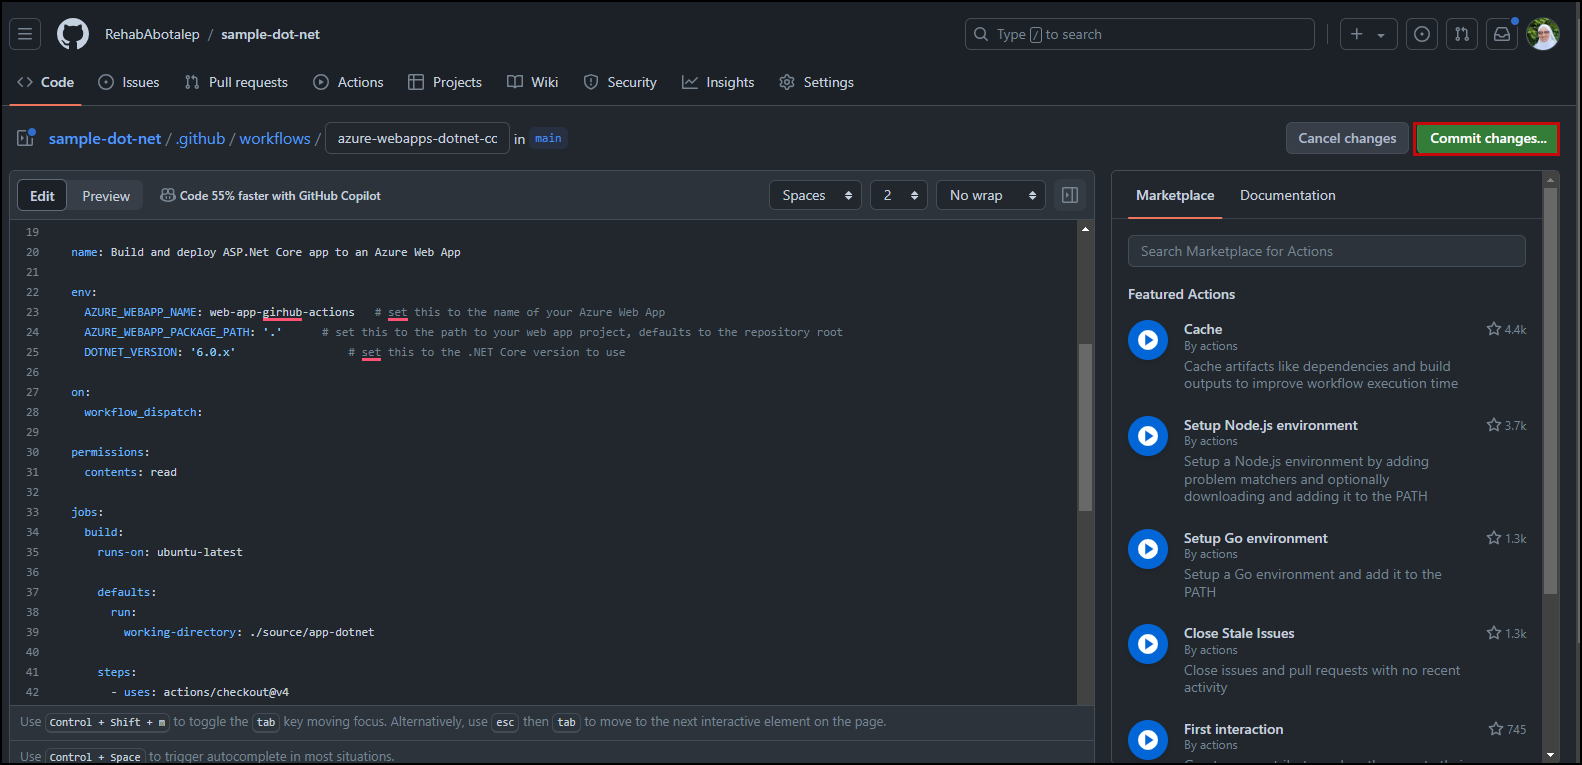 RehabAbotalep / sample-dot-net
Type / to search
Code Issues Pull requests Actions Projects Wiki Security Insights Settings
sample-dot-net / .github / workflows / azure-webapps-dotnet-cc in main
Cancel changes Commit changes...
Edit Preview Code 55% faster with GitHub Copilot Spaces 2 No wrap
19
20 name: Build and deploy ASP.Net Core app to an Azure Web App
21
22 env:
23 AZURE_WEBAPP_NAME: web-app-girhub-actions # set this to the name of your Azure Web App
24 AZURE_WEBAPP_PACKAGE_PATH: '.' # set this to the path to your web app project, defaults to the repository root
25 DOTNET_VERSION: '6.0.x' # set this to the .NET Core version to use
26
27 on:
28 workflow_dispatch:
29
30 permissions:
31 contents: read
32
33 jobs:
34 build:
35 runs-on: ubuntu-latest
36
37 defaults:
38 run:
39 working-directory: ./source/app-dotnet
40
41 steps:
42 - uses: actions/checkout@v4
Use Control + Shift + m to toggle the tab key moving focus. Alternatively, use esc then tab to move to the next interactive element on the page.
Use Control + Space to trigger autocomplete in most situations.
Marketplace Documentation
Search Marketplace for Actions
Featured Actions
Cache 4.4k
By actions
Cache artifacts like dependencies and build
outputs to improve workflow execution time
Setup Node.js environment 3.7k
By actions
Setup a Node.js environment by adding
problem matchers and optionally
downloading and adding it to the PATH
Setup Go environment 1.3k
By actions
Setup a Go environment and add it to the
PATH
Close Stale Issues 1.3k
By actions
Close issues and pull requests with no recent
activity
First interaction 745
By actions